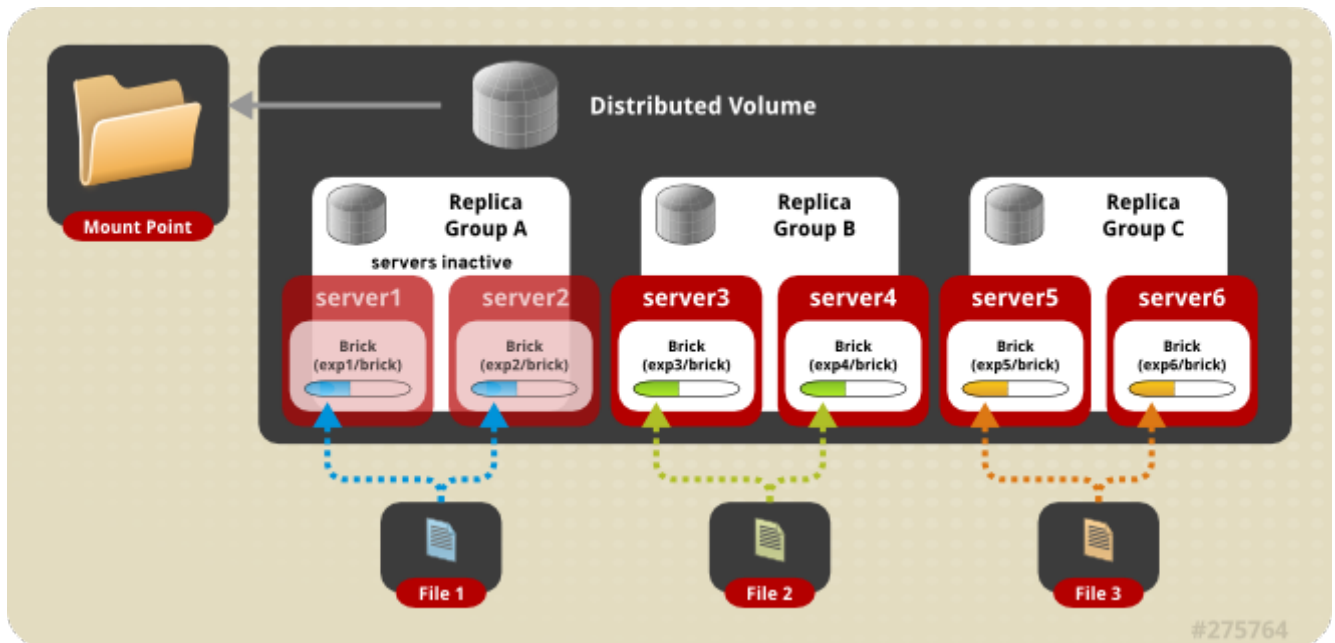 Distributed Volume
Mount Point
Replica
Group A
servers inactive
Replica
Group B
Replica
Group C
server1
server2
server3
server4
server5
server6
Brick
(exp1/brick)
Brick
(exp2/brick)
Brick
(exp3/brick)
Brick
(exp4/brick)
Brick
(exp5/brick)
Brick
(exp6/brick)
File 1
File 2
File 3
#275764